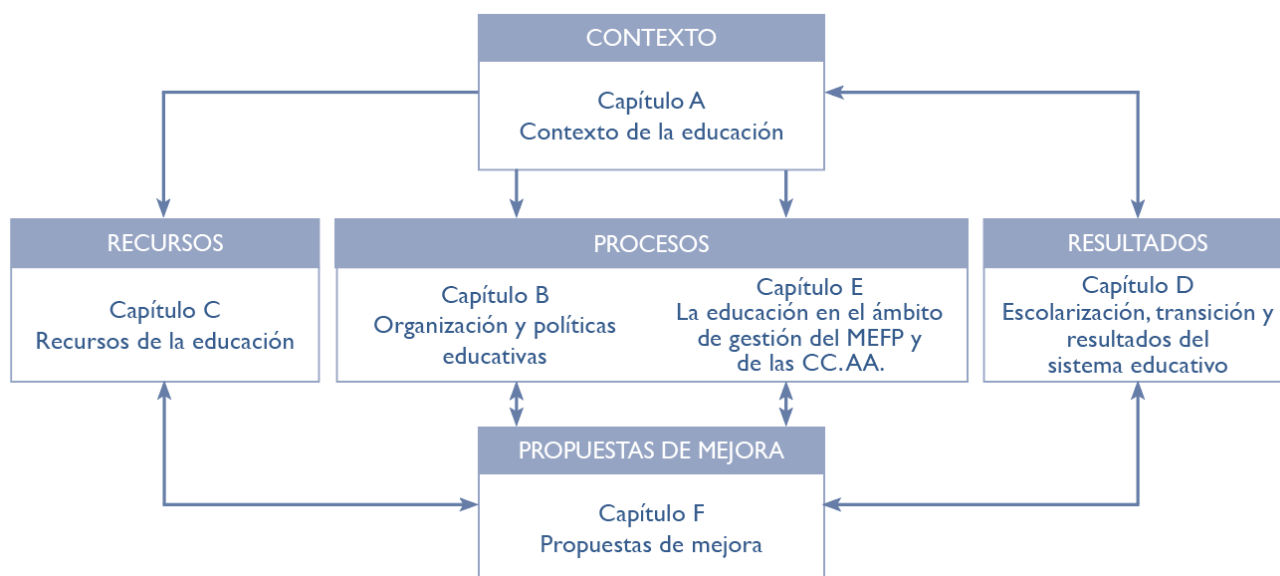 CONTEXTO
Capítulo A
Contexto de la educación
RECURSOS
Capítulo C
Recursos de la educación
PROCESOS
Capítulo B
Organización y políticas
educativas
Capítulo E
La educación en el ámbito
de gestión del MEFP y
de las CC.AA.
RESULTADOS
Capítulo D
Escolarización, transición y
resultados del
sistema educativo
PROPUESTAS DE MEJORA
Capítulo F
Propuestas de mejora